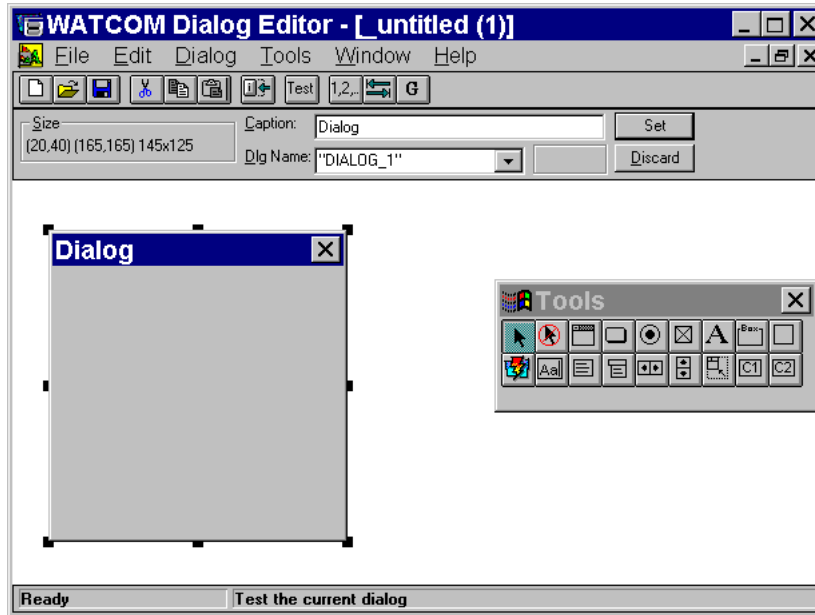 WATCOM Dialog Editor - [_untitled (1)]
File Edit Dialog Tools Window Help
Test 1,2,.. G
Size
(20,40) (165,165) 145x125
Caption: Dialog Set
Dlg Name: "DIALOG_1" Discard
Dialog
Tools
A Box
Aa C1 C2
Ready Test the current dialog